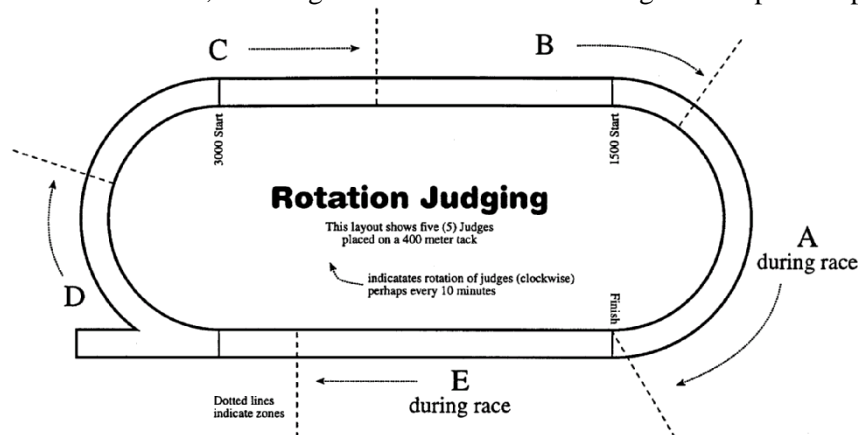 C
B
3000 Start
1500 Start
Rotation Judging
This layout shows five (5) Judges
placed on a 400 meter tack
indicatates rotation of judges (clockwise)
perhaps every 10 minutes
A
during race
D
Finish
E
during race
Dotted lines
indicate zones